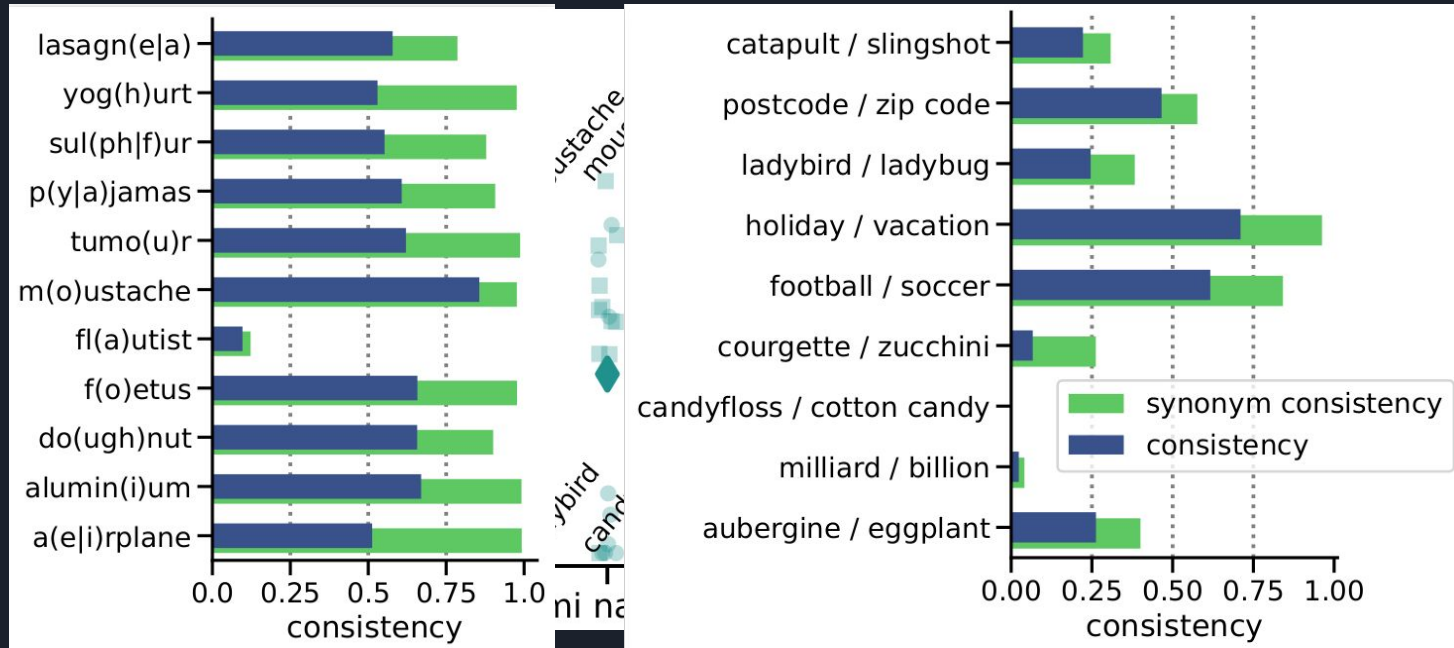 lasagn(e|a)
yog(h)urt
sul(ph|f)ur
p(y|a)jamas
tumo(u)r
m(o)ustache
fl(a)utist
f(o)etus
do(ugh)nut
alumin(i)um
a(e|i)rplane
0.0 0.25 0.5 0.75 1.0
consistency
catapult / slingshot
postcode / zip code
ladybird / ladybug
holiday / vacation
football / soccer
courgette / zucchini
candyfloss / cotton candy
milliard / billion
aubergine / eggplant
synonym consistency
consistency
0.00 0.25 0.50 0.75 1.00
consistency